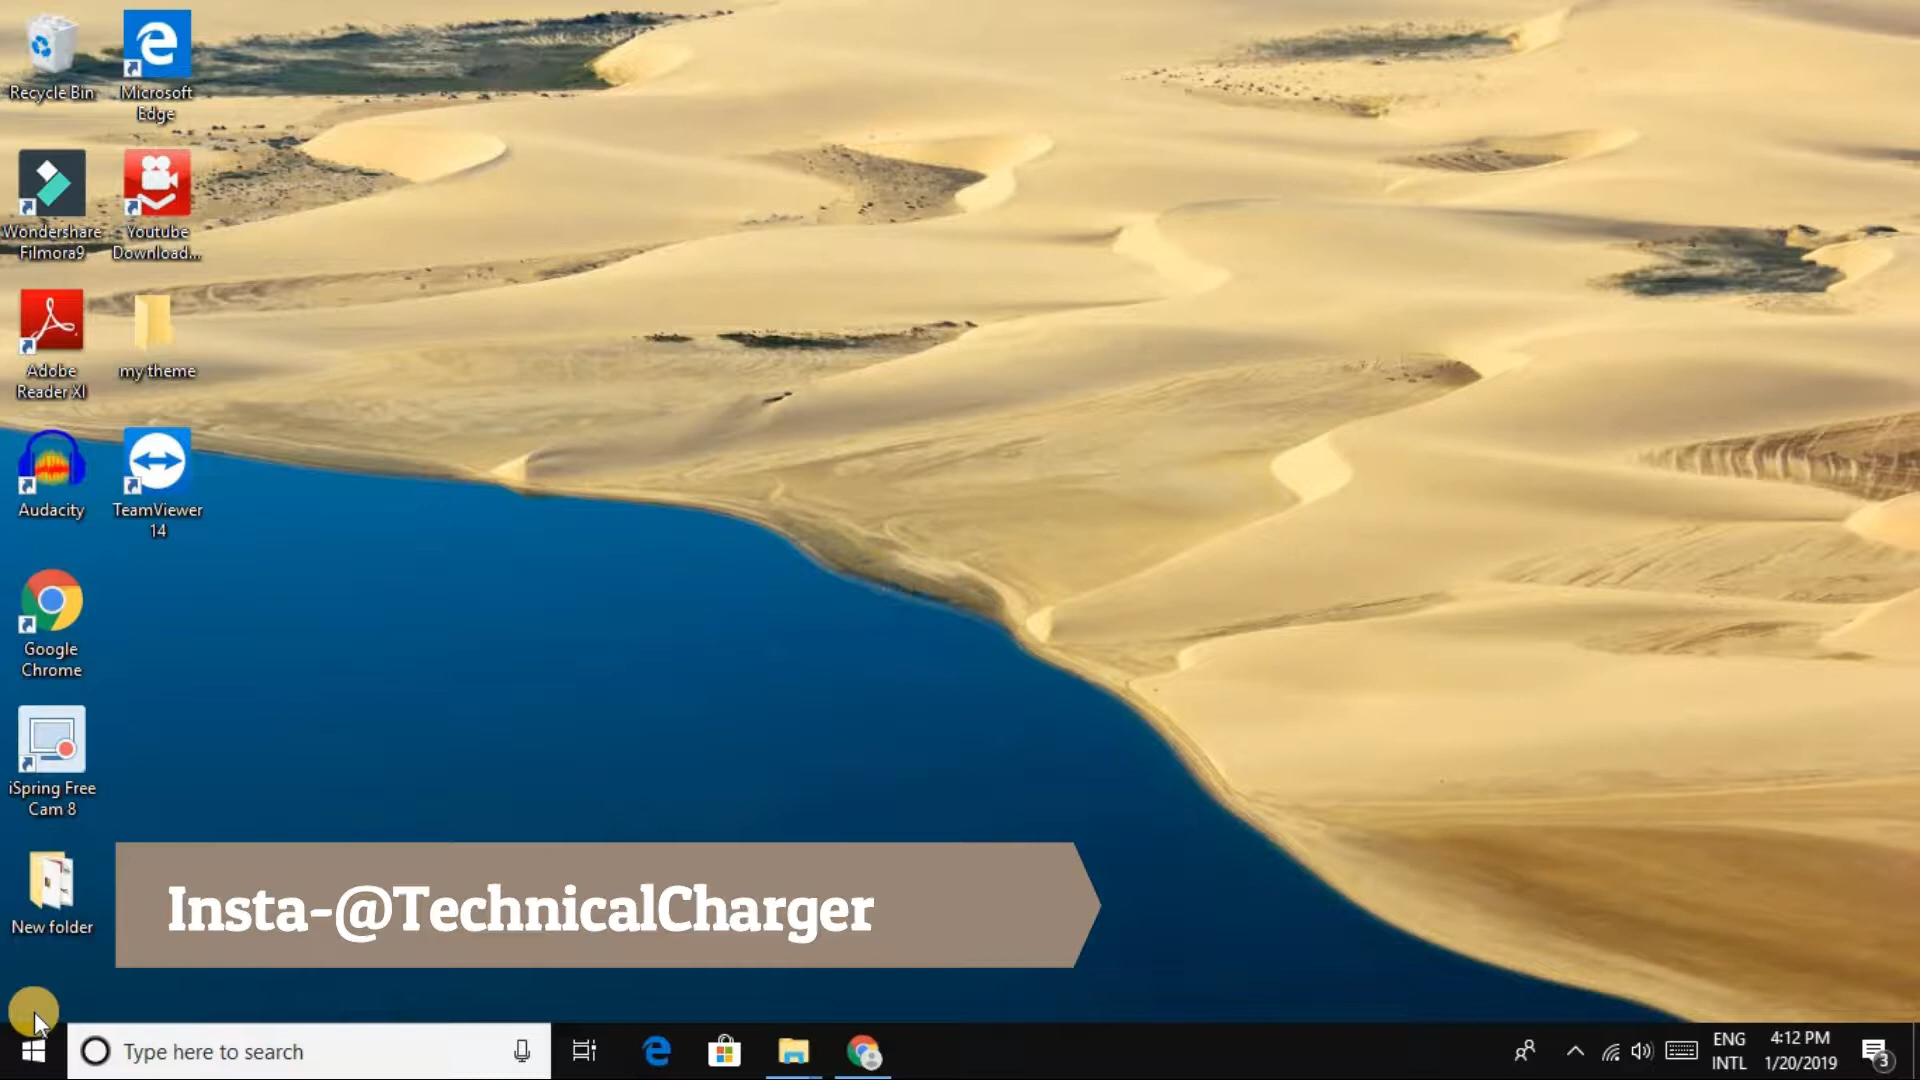 Recycle Bin
Microsoft
Edge
Wondershare
Filmora9
Youtube
Download...
Adobe
Reader XI
my theme
Audacity
TeamViewer
14
Google
Chrome
iSpring Free
Cam 8
New folder
Insta-@TechnicalCharger
Type here to search
ENG
INTL
4:12 PM
1/20/2019
3